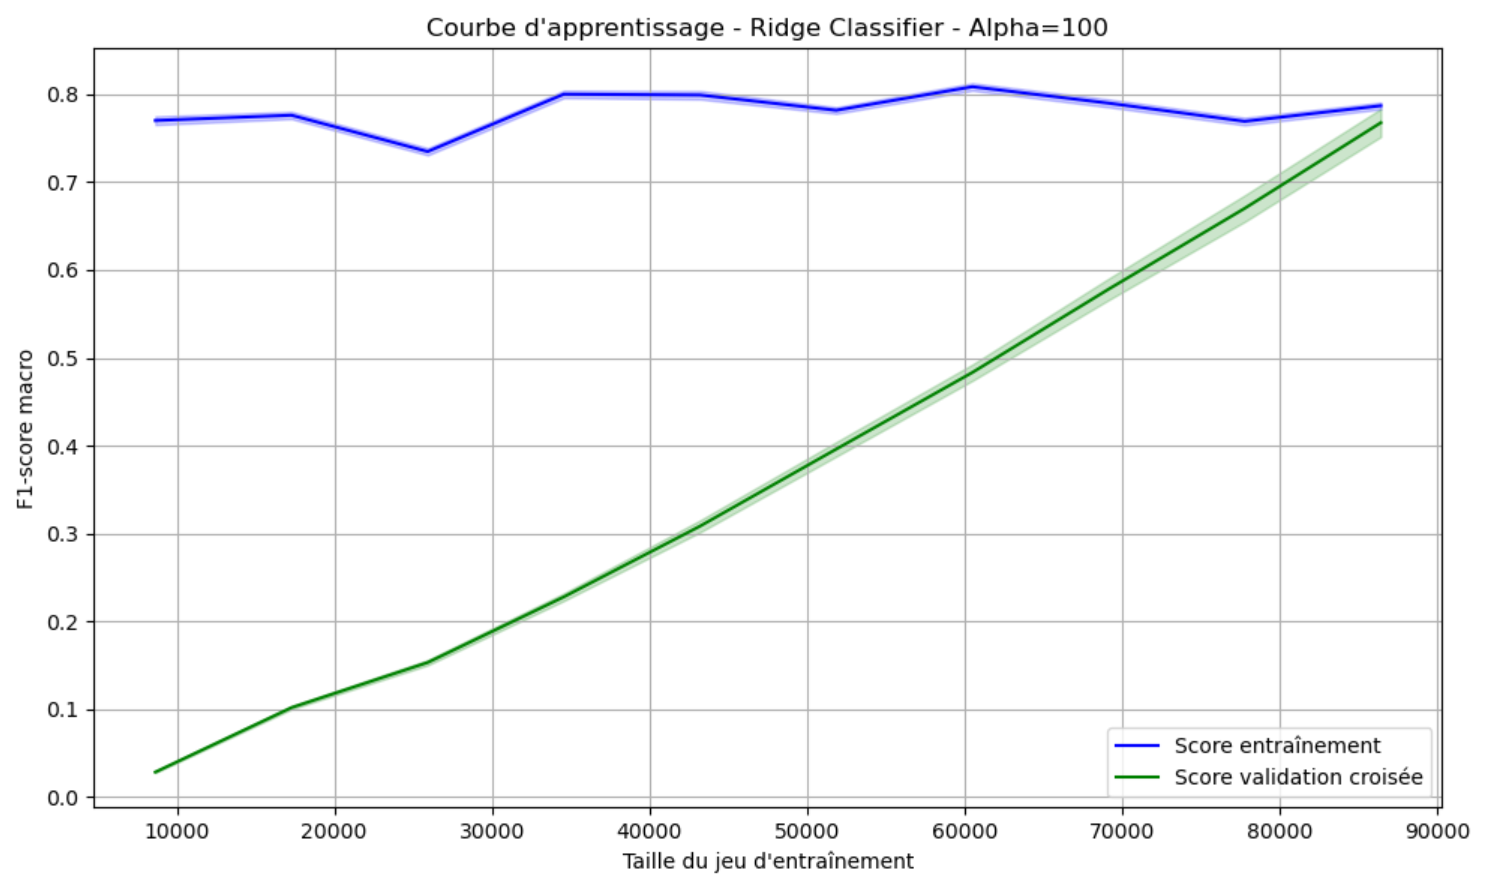 Courbe d'apprentissage - Ridge Classifier - Alpha=100
0.8
0.7
0.6
0.5
0.4
0.3
0.2
0.1
0.0
F1-score macro
Score entraînement
Score validation croisée
10000 20000 30000 40000 50000 60000 70000 80000 90000
Taille du jeu d'entraînement